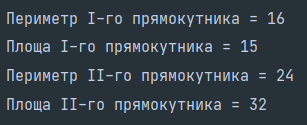 Периметр I-го прямокутника = 16
Площа I-го прямокутника = 15
Периметр II-го прямокутника = 24
Площа II-го прямокутника = 32